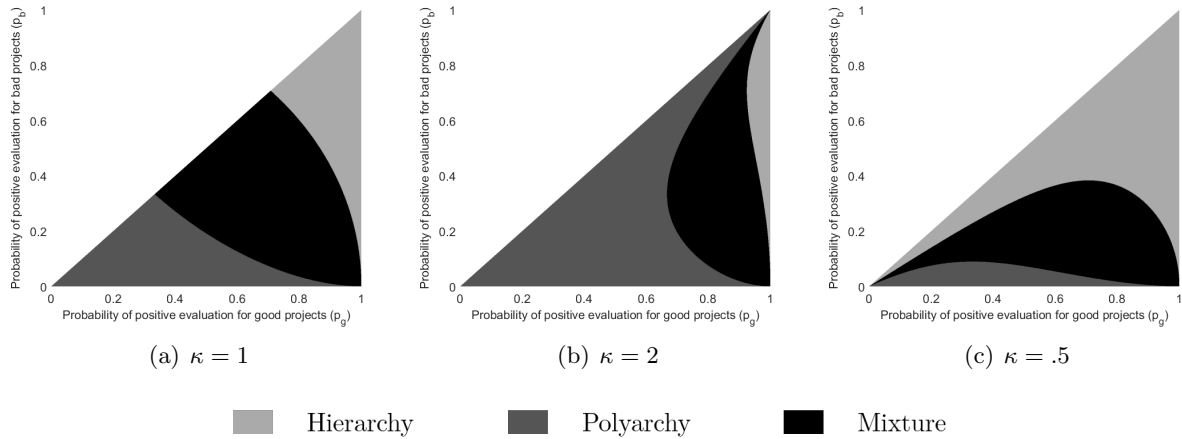 Probability of positive evaluation for bad projects (p_b)
1
0.8
0.6
0.4
0.2
0
0 0.2 0.4 0.6 0.8 1
Probability of positive evaluation for good projects (p_g)
(a) κ = 1
Probability of positive evaluation for bad projects (p_b)
1
0.8
0.6
0.4
0.2
0
0 0.2 0.4 0.6 0.8 1
Probability of positive evaluation for good projects (p_g)
(b) κ = 2
Probability of positive evaluation for bad projects (p_b)
1
0.8
0.6
0.4
0.2
0
0 0.2 0.4 0.6 0.8 1
Probability of positive evaluation for good projects (p_g)
(c) κ = .5
Hierarchy Polyarchy Mixture